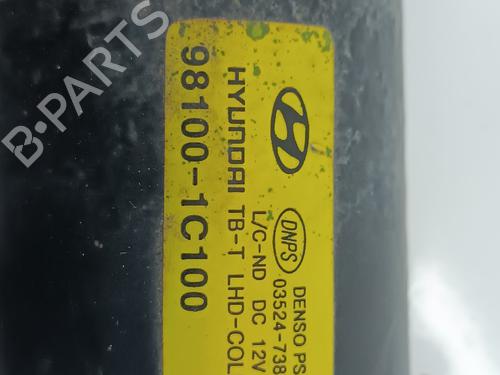 DENSO PS
DNPS 03524-738
L/C-ND DC 12V
HYUNDAI TB-T LHD-COL
98100-1C100
B-PARTS